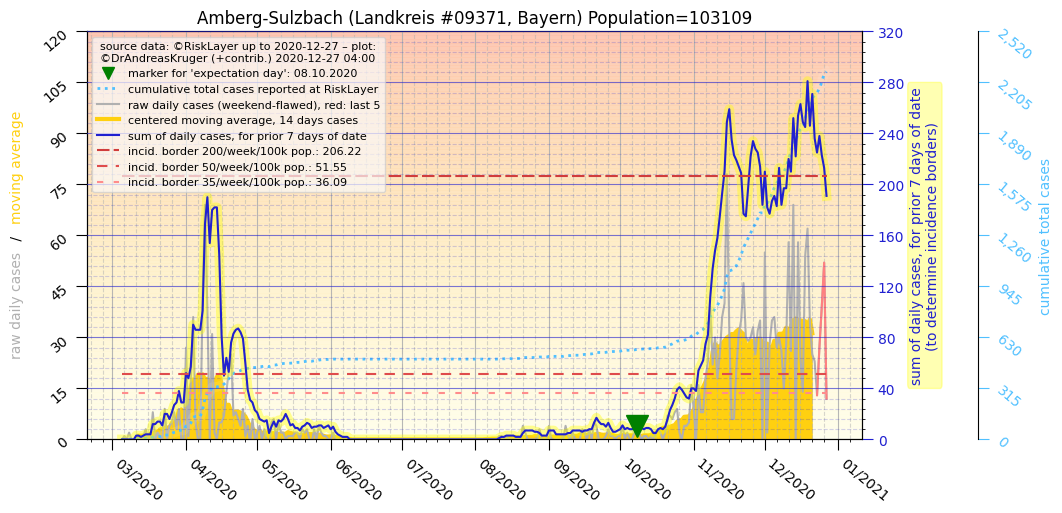 Amberg-Sulzbach (Landkreis #09371, Bayern) Population=103109
source data: ©RiskLayer up to 2020-12-27 – plot:
©DrAndreasKruger (+contrib.) 2020-12-27 04:00
marker for 'expectation day': 08.10.2020
cumulative total cases reported at RiskLayer
raw daily cases (weekend-flawed), red: last 5
centered moving average, 14 days cases
sum of daily cases, for prior 7 days of date
incid. border 200/week/100k pop.: 206.22
incid. border 50/week/100k pop.: 51.55
incid. border 35/week/100k pop.: 36.09
raw daily cases / moving average
120
105
90
75
60
45
30
15
0
03/2020
04/2020
05/2020
06/2020
07/2020
08/2020
09/2020
10/2020
11/2020
12/2020
01/2021
320
280
240
200
160
120
80
40
0
sum of daily cases, for prior 7 days of date
(to determine incidence borders)
2,520
2,205
1,890
1,575
1,260
945
630
315
0
cumulative total cases